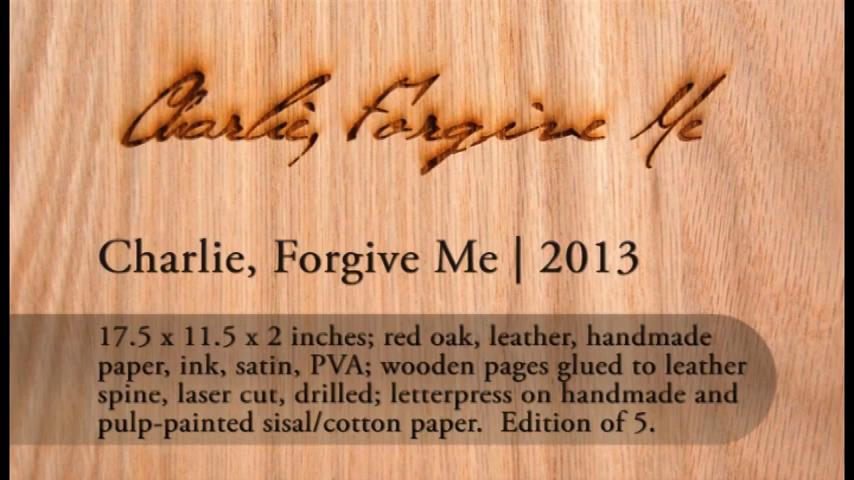 Charlie, Forgive Me
Charlie, Forgive Me | 2013
17.5 x 11.5 x 2 inches; red oak, leather, handmade
paper, ink, satin, PVA; wooden pages glued to leather
spine, laser cut, drilled; letterpress on handmade and
pulp-painted sisal/cotton paper.  Edition of 5.